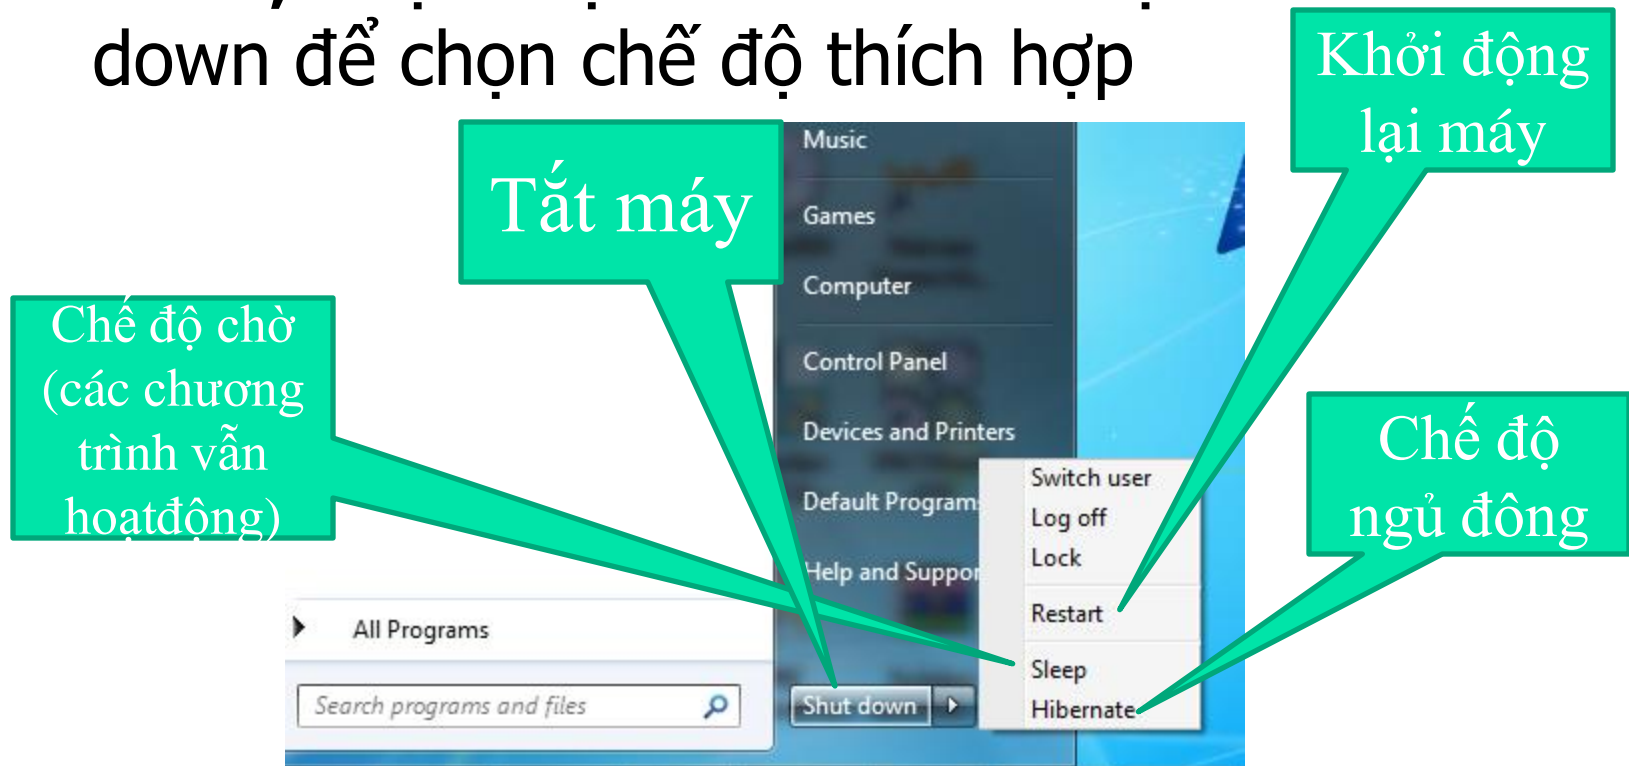 down để chọn chế độ thích hợp
Khởi động
lại máy
Tắt máy
Chế độ chờ
(các chương
trình vẫn
hoạtđộng)
Chế độ
ngủ đông
Music
Games
Computer
Control Panel
Devices and Printers
Default Program
Help and Suppor
Switch user
Log off
Lock
Restart
Sleep
Hibernate
All Programs
Search programs and files
Shut down